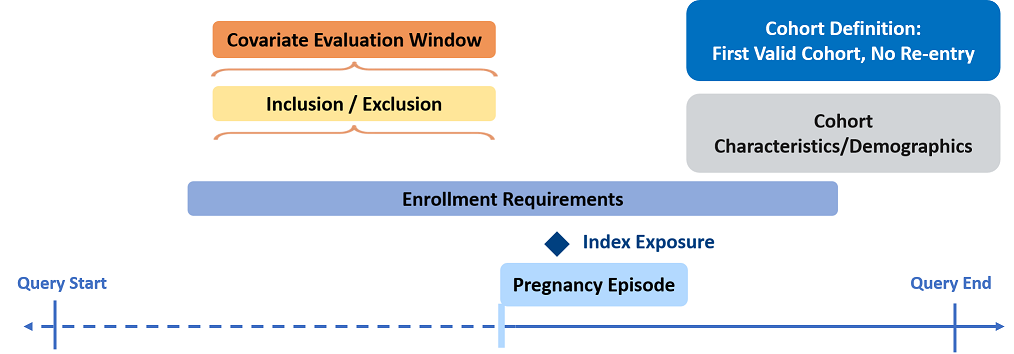 Covariate Evaluation Window
Inclusion / Exclusion
Cohort Definition:
First Valid Cohort, No Re-entry
Cohort
Characteristics/Demographics
Enrollment Requirements
Index Exposure
Pregnancy Episode
Query Start
Query End